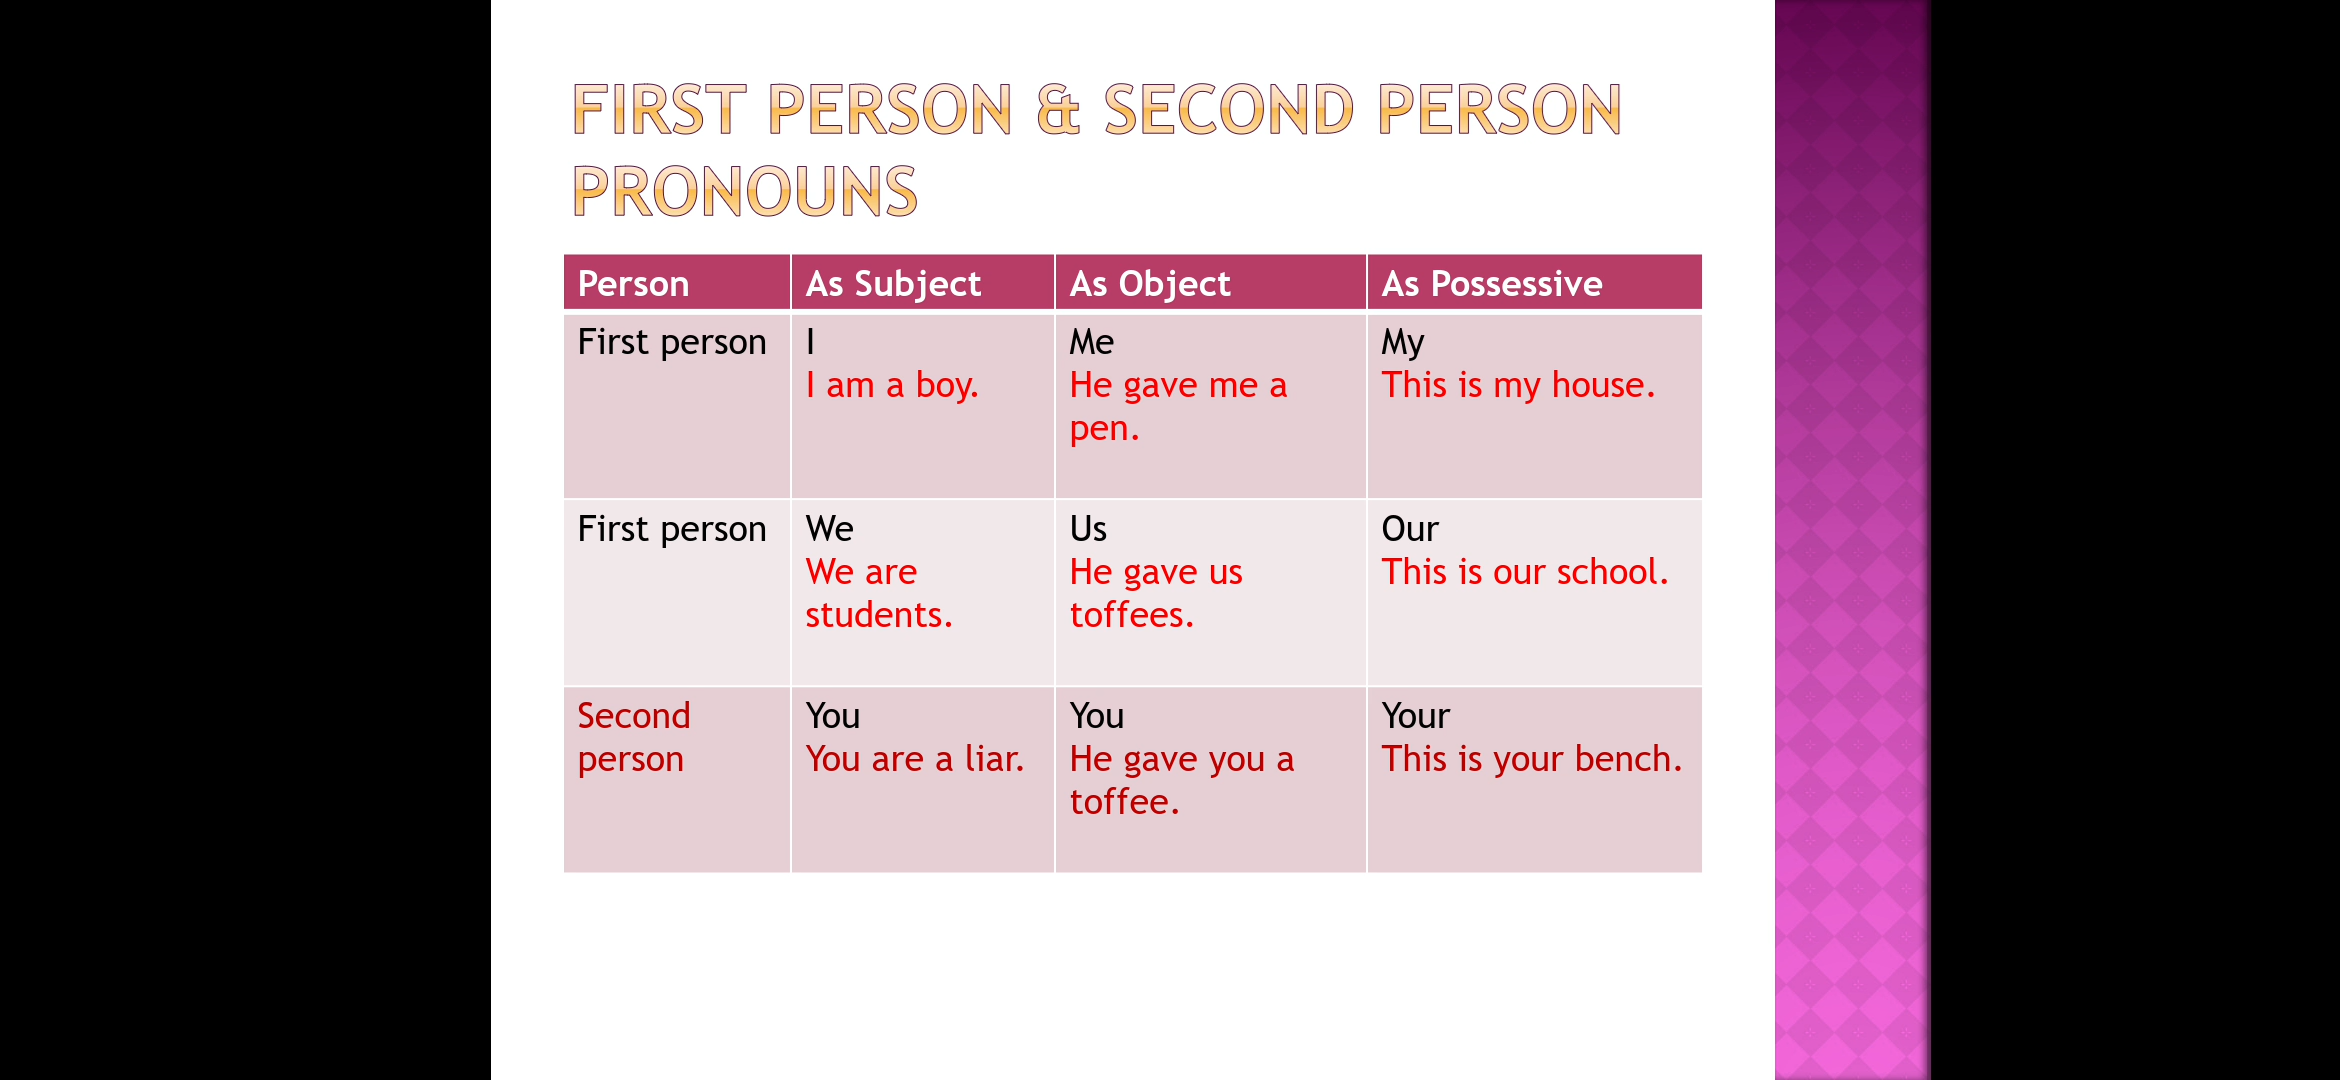 FIRST PERSON & SECOND PERSON
PRONOUNS
Person As Subject As Object As Possessive
First person I Me My
I am a boy. He gave me a This is my house.
pen.
First person We Us Our
We are He gave us This is our school.
students. toffees.
Second You You Your
person You are a liar. He gave you a This is your bench.
toffee.